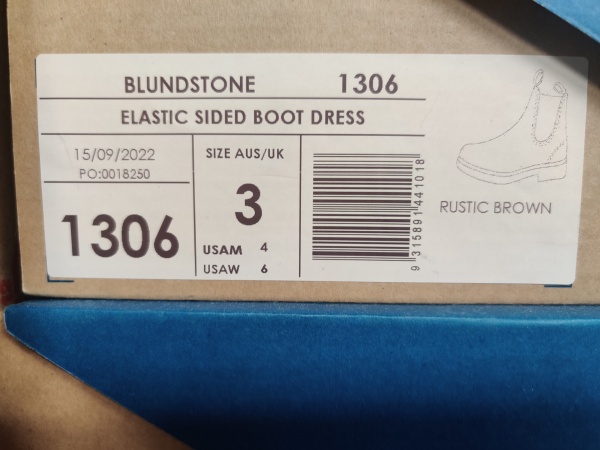 BLUNDSTONE 1306
ELASTIC SIDED BOOT DRESS
15/09/2022
PO:0018250
1306
SIZE AUS/UK
3
USAM 4
USAW 6
9 315891 441018
RUSTIC BROWN